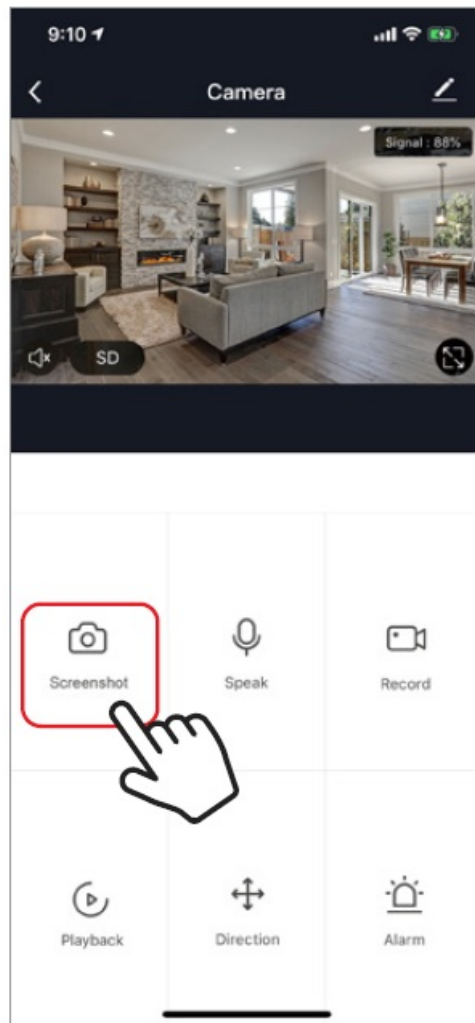 9:10
Camera
Signal : 88%
SD
Screenshot
Speak
Record
Playback
Direction
Alarm